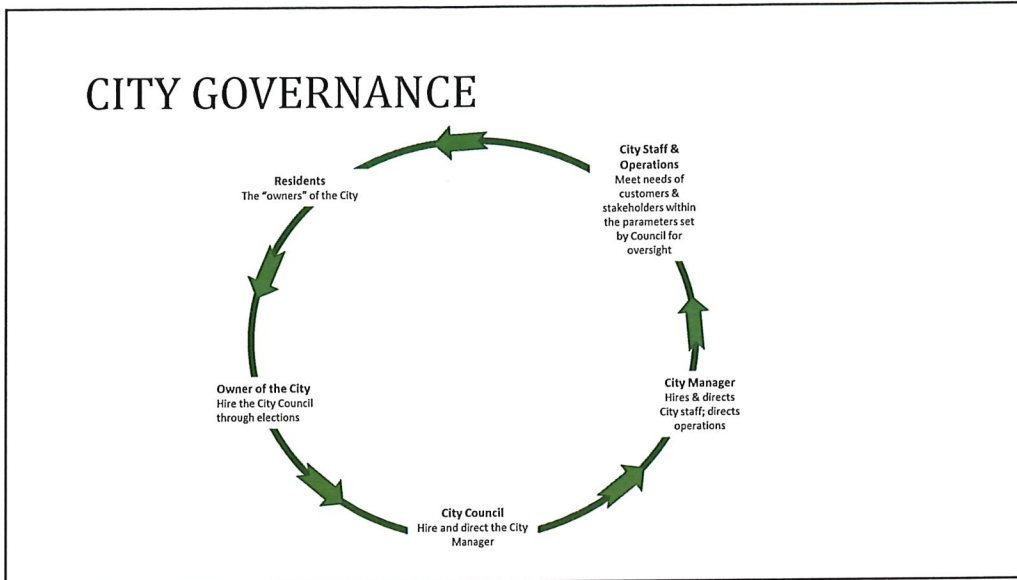 CITY GOVERNANCE
Residents
The "owners" of the City
Owner of the City
Hire the City Council
through elections
City Council
Hire and direct the City
Manager
City Manager
Hires & directs
City staff; directs
operations
City Staff &
Operations
Meet needs of
customers &
stakeholders within
the parameters set
by Council for
oversight